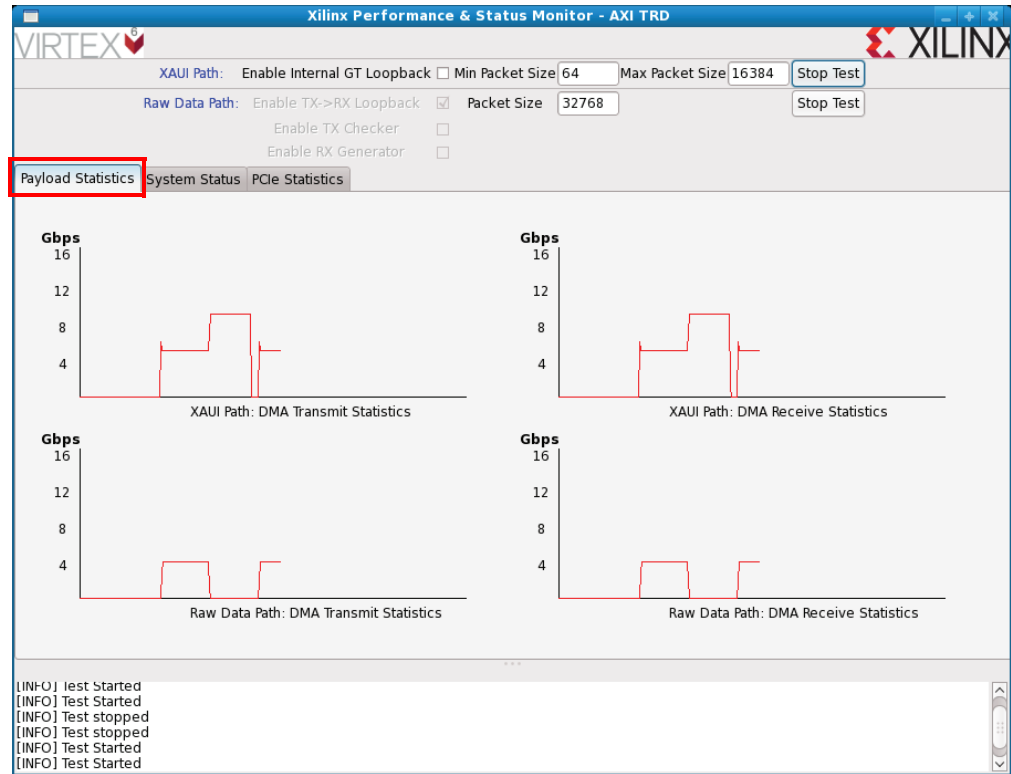 Xilinx Performance & Status Monitor - AXI TRD
VIRTEX 6
XILINX
XAUI Path: Enable Internal GT Loopback Min Packet Size 64 Max Packet Size 16384 Stop Test
Raw Data Path: Enable TX->RX Loopback Packet Size 32768 Stop Test
Enable TX Checker
Enable RX Generator
Payload Statistics System Status PCIe Statistics
Gbps
16
12
8
4
XAUI Path: DMA Transmit Statistics
Gbps
16
12
8
4
XAUI Path: DMA Receive Statistics
Gbps
16
12
8
4
Raw Data Path: DMA Transmit Statistics
Gbps
16
12
8
4
Raw Data Path: DMA Receive Statistics
[INFO] Test Started
[INFO] Test Started
[INFO] Test stopped
[INFO] Test stopped
[INFO] Test Started
[INFO] Test Started